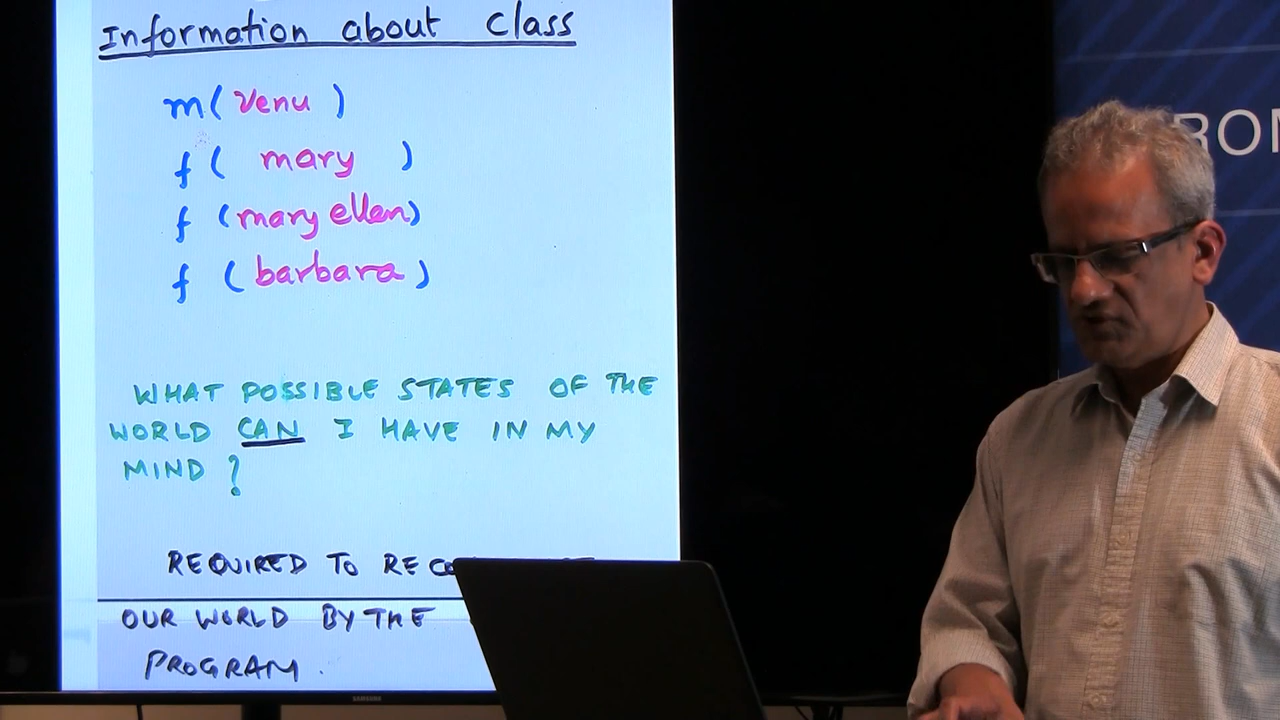 Information about Class
m( venu )
f ( mary )
f ( mary ellen)
f ( barbara )
WHAT POSSIBLE STATES OF THE
WORLD CAN I HAVE IN MY
MIND ?
REQUIRED TO
OUR WORLD BY THE
PROGRAM.
SAMSUNG